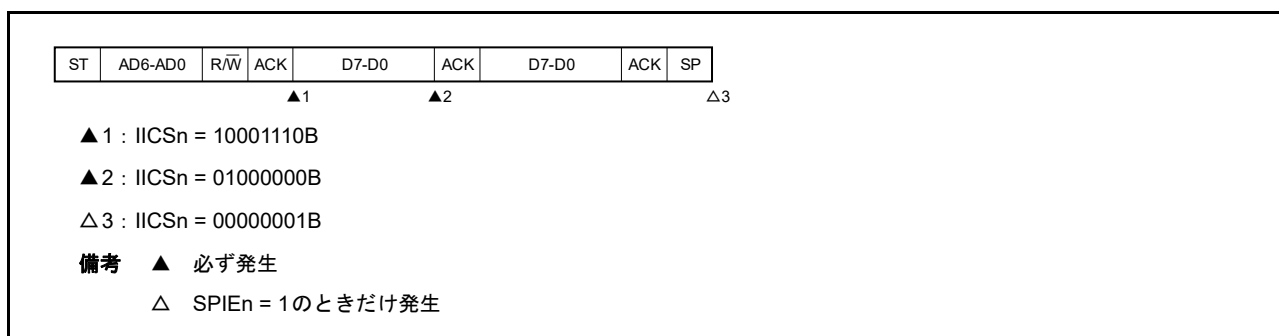 ST AD6-AD0 R/W̅ ACK D7-D0 ACK D7-D0 ACK SP
▲1 ▲2 △3
▲1：IICSn = 10001110B
▲2：IICSn = 01000000B
△3：IICSn = 00000001B
備考 ▲ 必ず発生
△ SPIEn = 1のときだけ発生